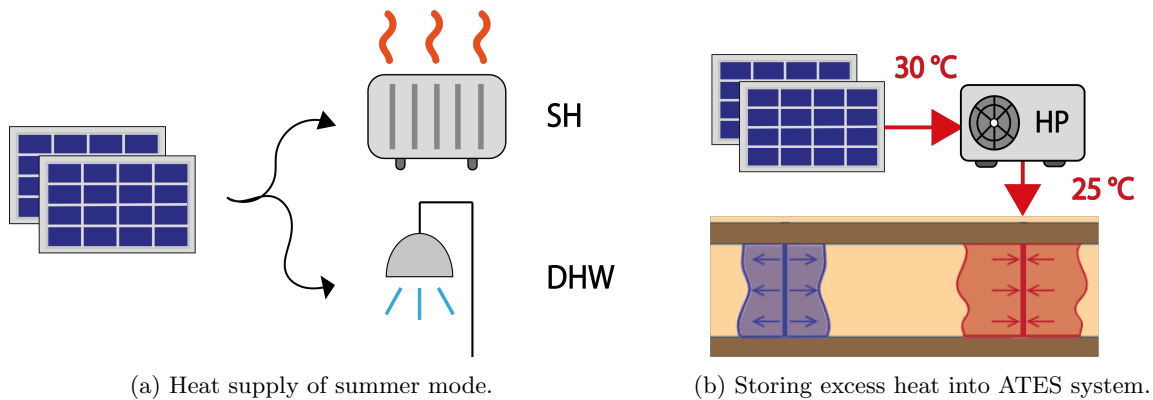 SH
DHW
(a) Heat supply of summer mode.
30 °C
HP
25 °C
(b) Storing excess heat into ATES system.